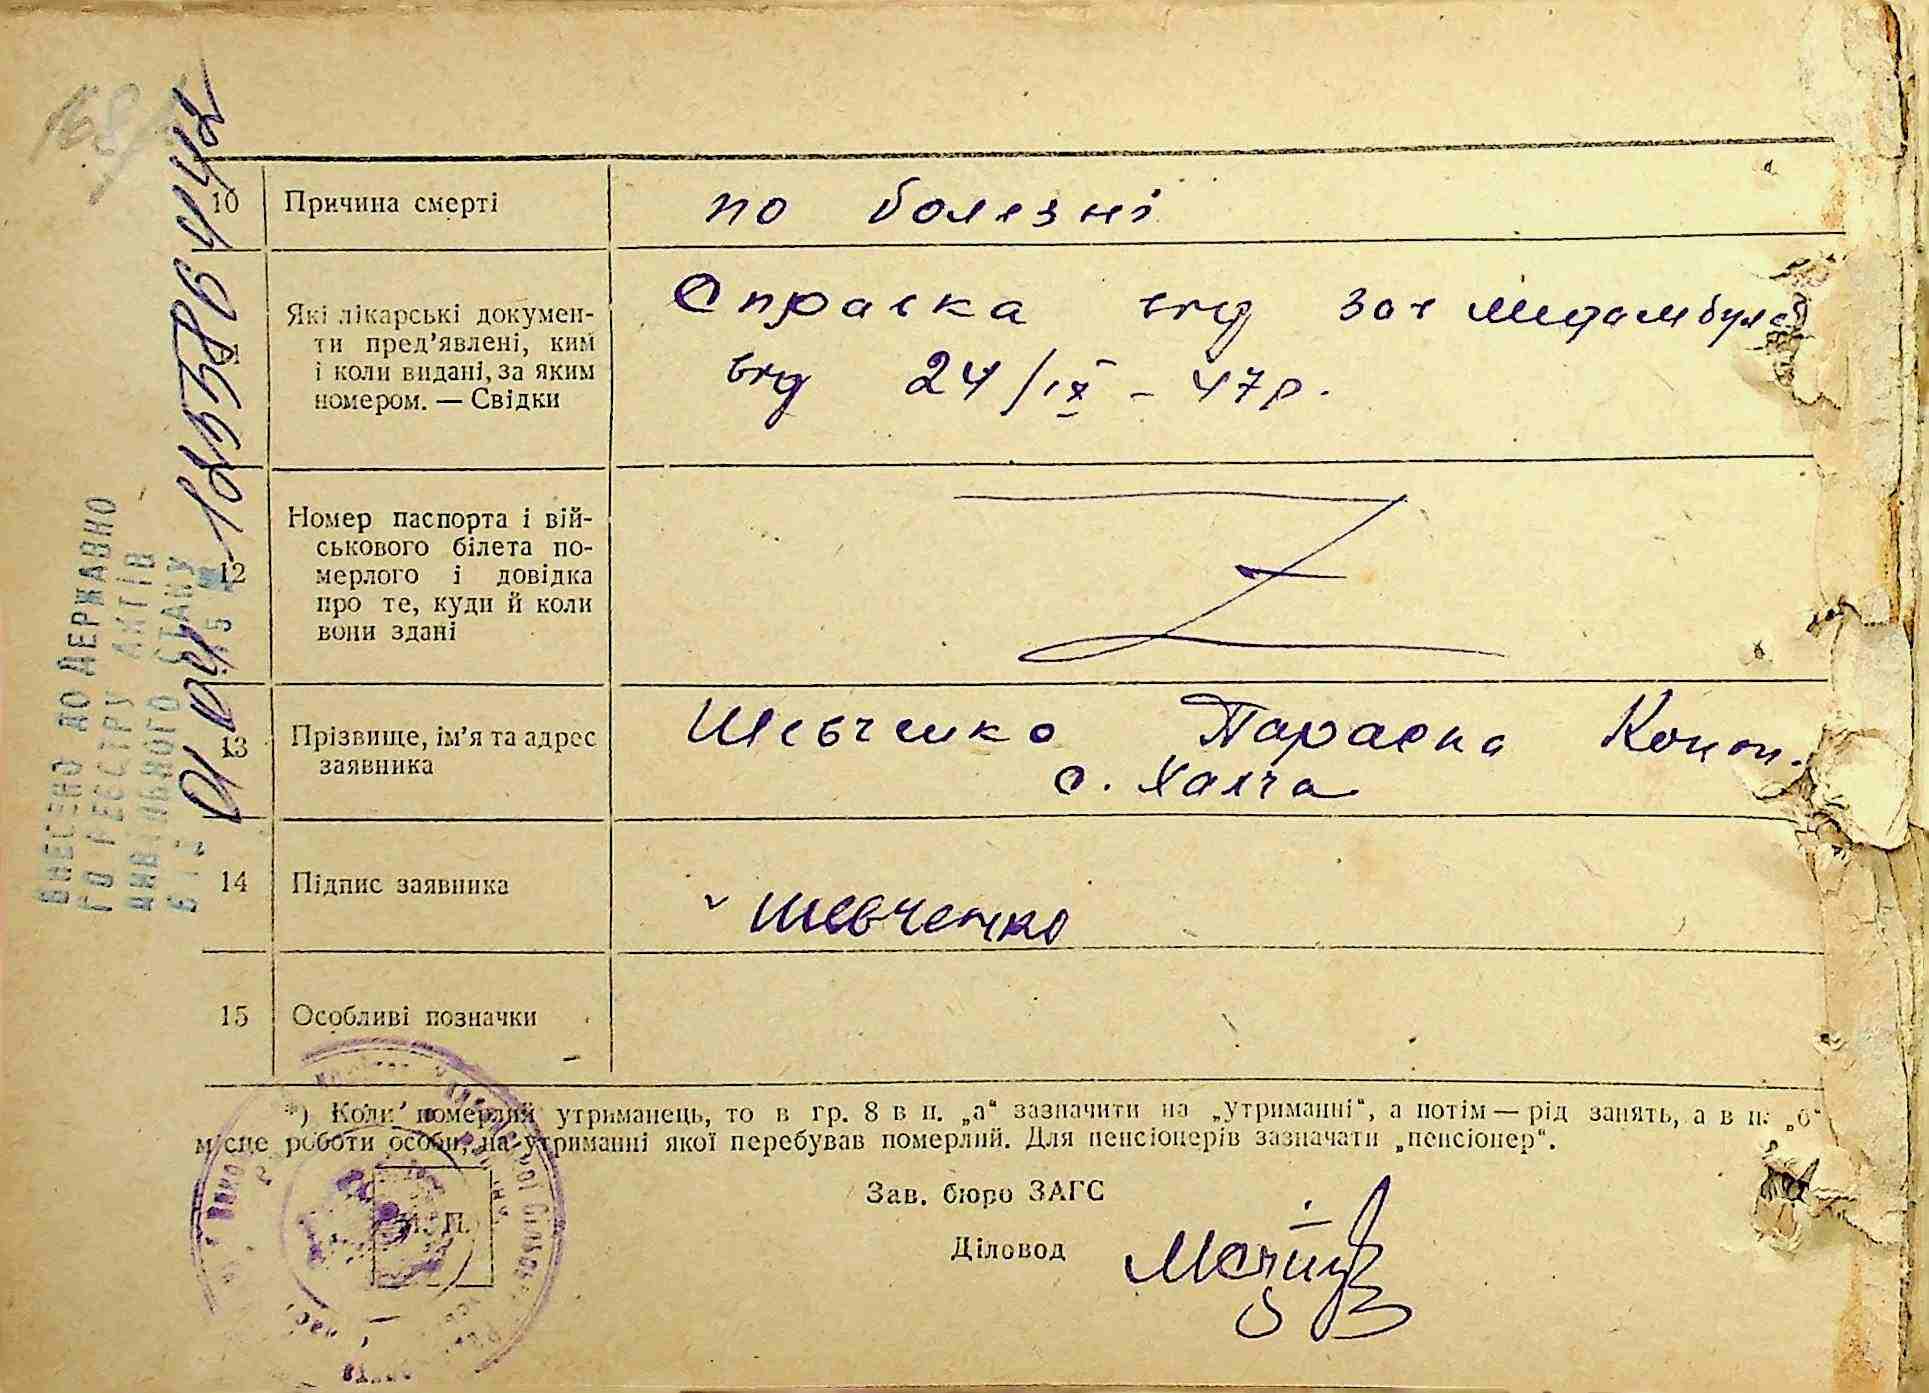 168
10 Причина смерті по болезні
Які лікарські докумен-
ти пред'явлені, ким
і коли видані, за яким
номером. — Свідки
Справка від зав
від 24/IX - 47р.
12
Номер паспорта і вій-
ськового білета по-
мерлого і довідка
про те, куди й коли
вони здані
13
Прізвище, ім'я та адрес
заявника
Шевченко Параска
с. Халча
14 Підпис заявника
Шевченко
15 Особливі позначки
*) Коли померлий утриманець, то в гр. 8 в п. „а“ зазначити на „утриманні“, а потім — рід занять, а в п. „б“
місце роботи особи, на утриманні якої перебував померлий. Для пенсіонерів зазначати „пенсіонер“.
Зав. бюро ЗАГС
Діловод
М. П.
ВНЕСЕНО ДО ДЕРЖАВНО
ГО РЕЄСТРУ АКТІВ
ЦИВІЛЬНОГО СТАНУ